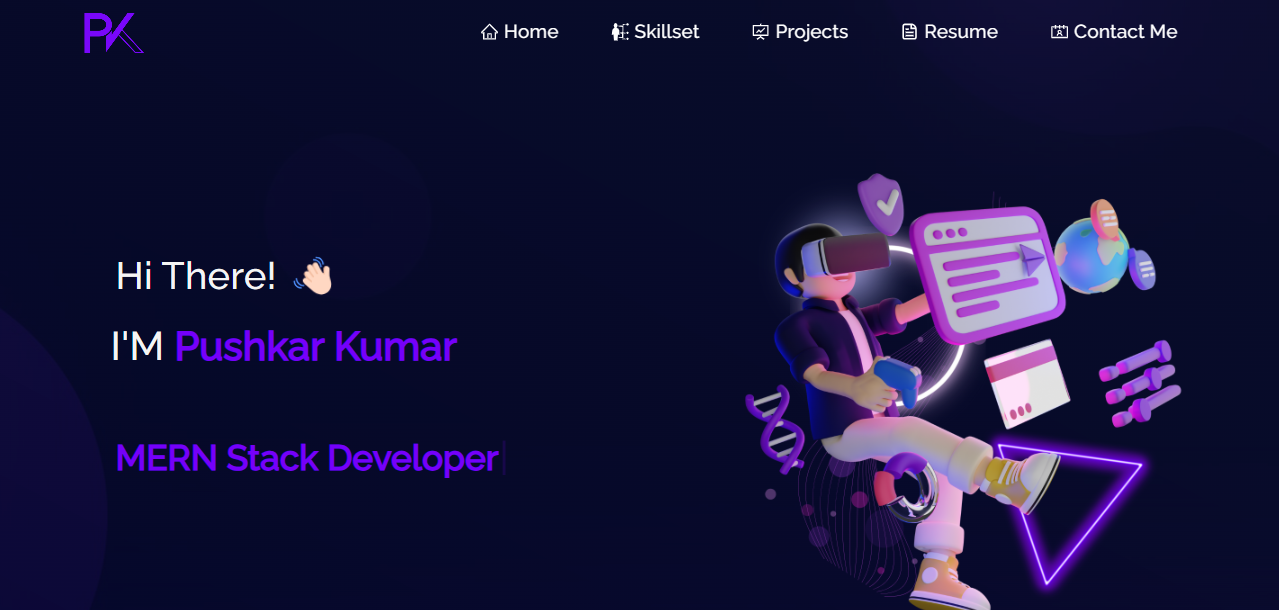 PK
Home
Skillset
Projects
Resume
Contact Me
Hi There! 👋🏻
I'M Pushkar Kumar
MERN Stack Developer